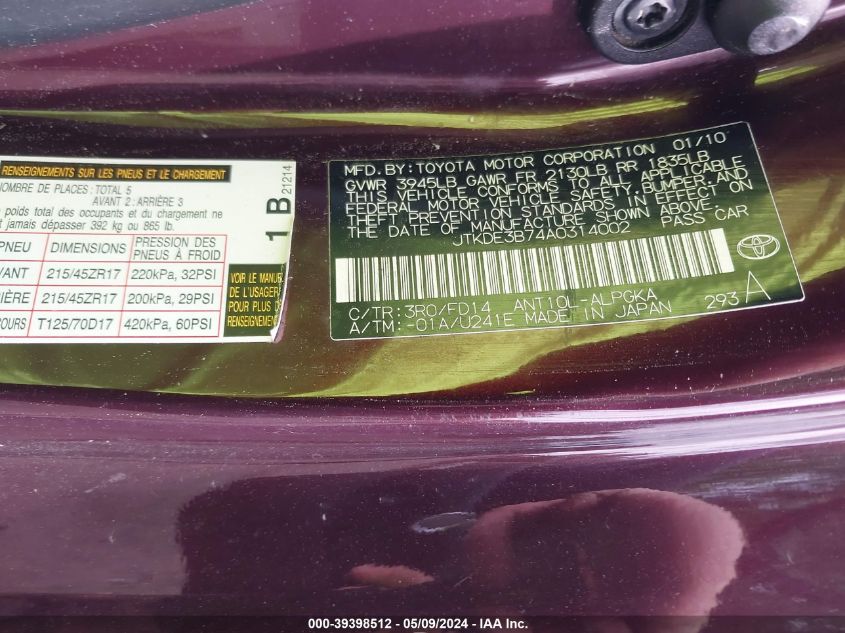 RENSEIGNEMENTS SUR LES PNEUS ET LE CHARGEMENT
NOMBRE DE PLACES: TOTAL 5
AVANT 2: ARRIÈRE 3
poids total des occupants et du chargement ne
jamais dépasser 392 kg ou 865 lb.
PNEU DIMENSIONS PRESSION DES PNEUS À FROID
215/45ZR17 220kPa, 32PSI
215/45ZR17 200kPa, 29PSI
T125/70D17 420kPa, 60PSI
VOIR LE MANUEL
DE L'USAGER
POUR PLUS DE
RENSEIGNEMENTS
1 B 21214
MFD. BY: TOYOTA MOTOR CORPORATION 01/10
GVWR 3945LB GAWR FR 2130LB RR 1835LB
THIS VEHICLE CONFORMS TO ALL APPLICABLE
FEDERAL MOTOR VEHICLE SAFETY, BUMPER, AND
THEFT PREVENTION STANDARDS IN EFFECT ON
THE DATE OF MANUFACTURE SHOWN ABOVE.
JTKDE3B74A0314002 PASS CAR
C/TR: 3R0/FD14 ANT10L-ALPGKA
A/TM: -01A/U241E MADE IN JAPAN 293 A
000-39398512 - 05/09/2024 - IAA Inc.